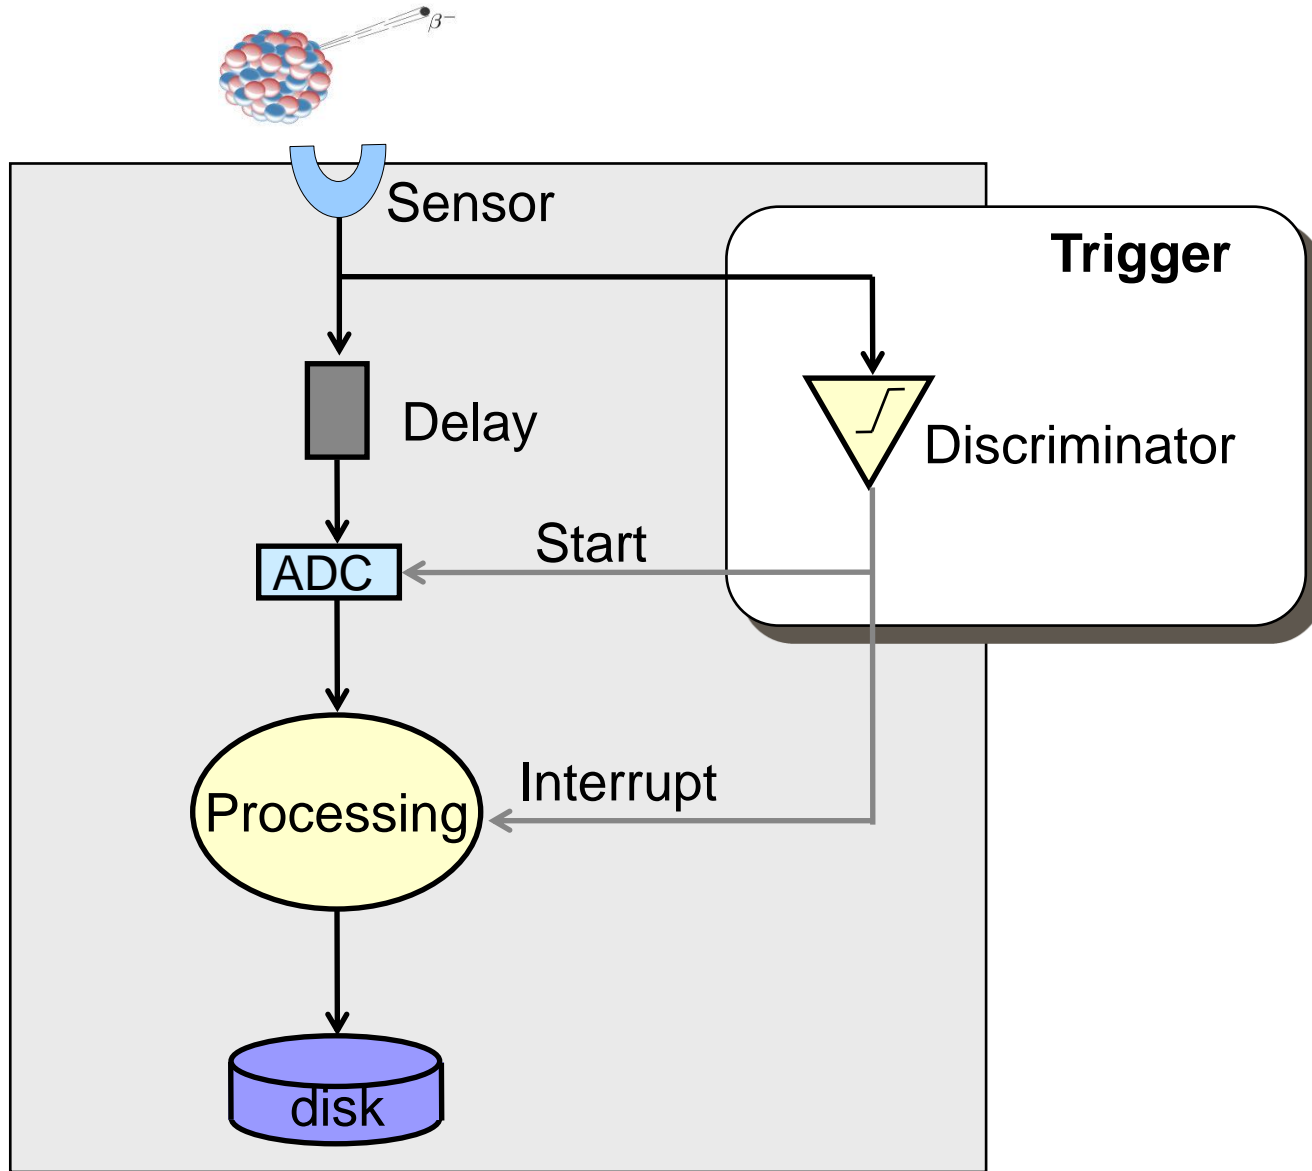 β⁻
Sensor
Trigger
Delay
Discriminator
Start
ADC
Interrupt
Processing
disk